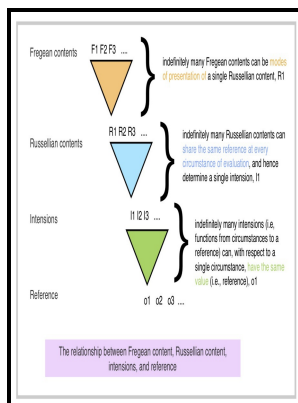 Fregean contents
F1 F2 F3 ....
indefinitely many Fregean contents can be modes
of presentation of a single Russellian content, R1
Russellian contents
R1 R2 R3 ...
indefinitely many Russellian contents can
share the same reference at every
circumstance of evaluation, and hence
determine a single intension, I1
Intensions
I1 I2 I3 ...
indefinitely many intensions (i.e,
functions from circumstances to a
reference) can, with respect to a
single circumstance, have the same
value (i.e., reference), o1
Reference
o1 o2 o3 ....
The relationship between Fregean content, Russellian content,
intensions, and reference